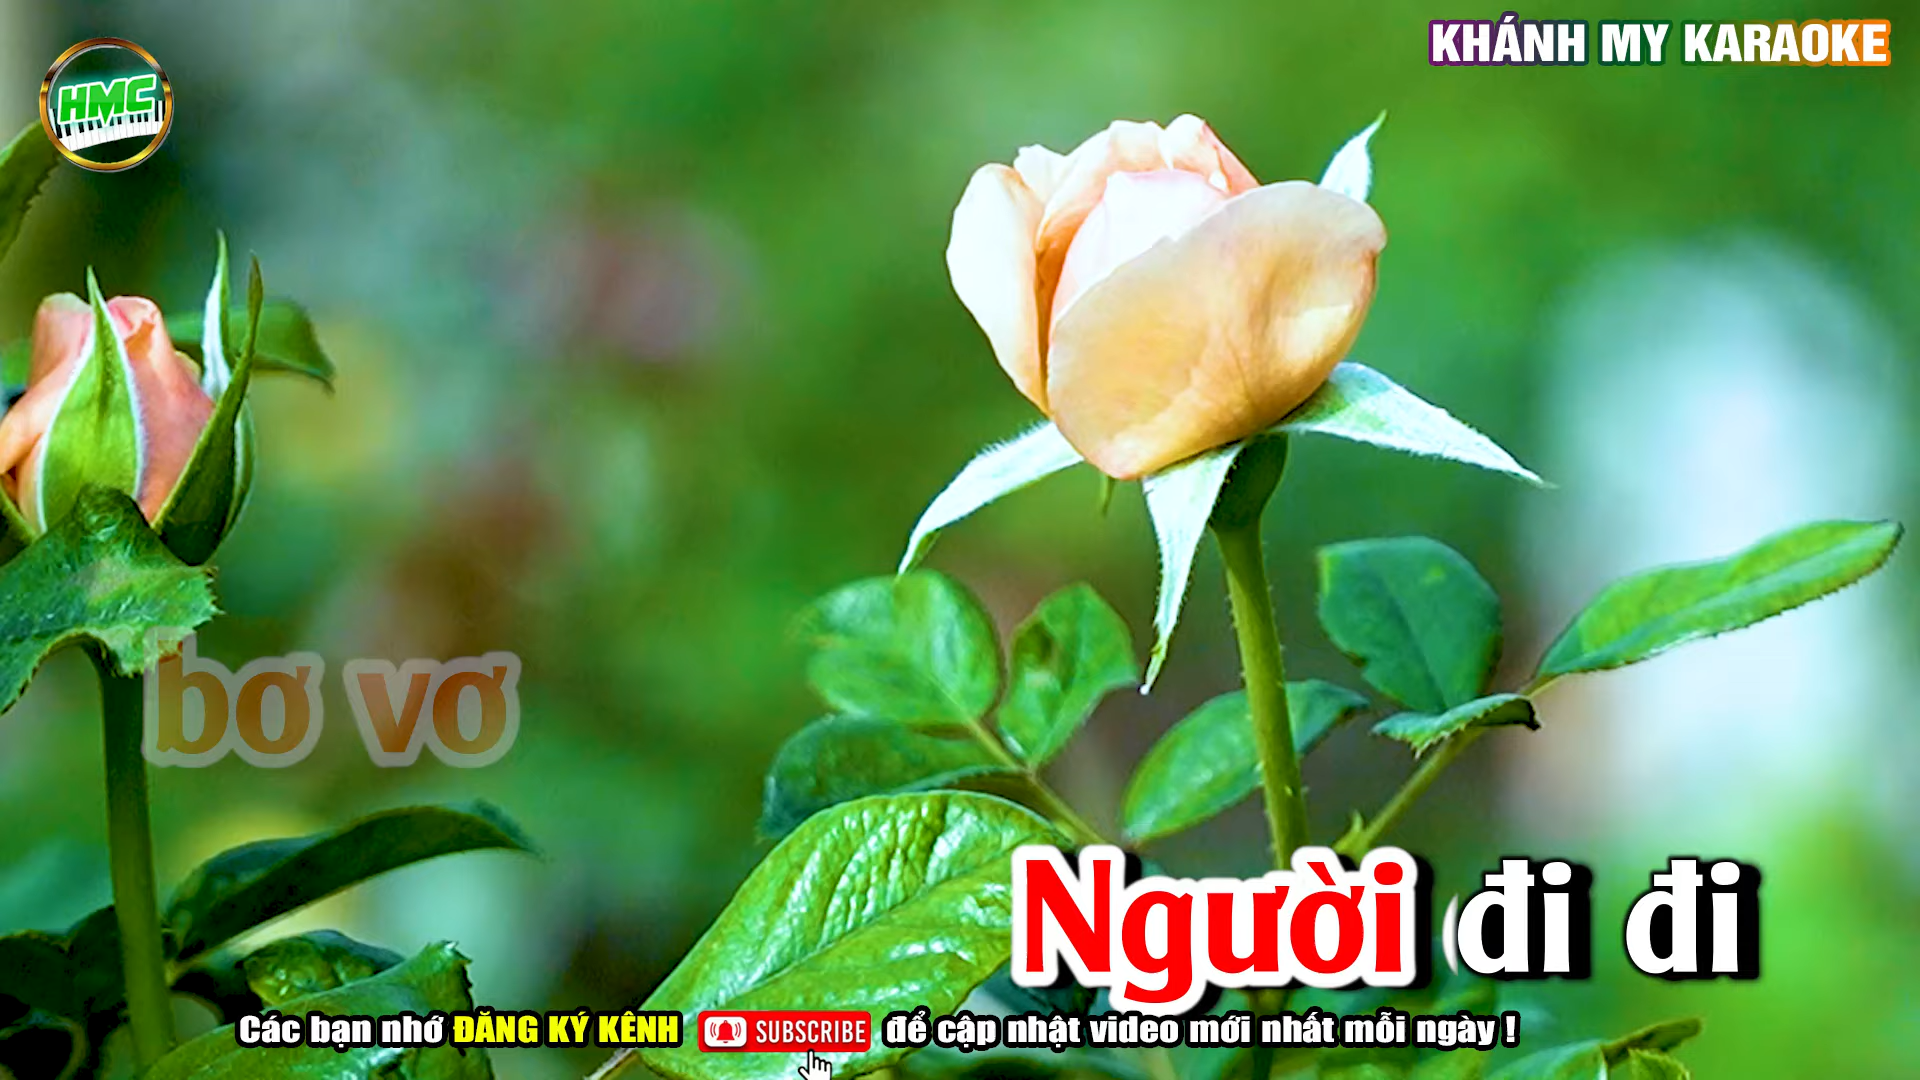 KHÁNH MY KARAOKE
HMC
bơ vơ
Người đi đi
Các bạn nhớ ĐĂNG KÝ KÊNH SUBSCRIBE để cập nhật video mới nhất mỗi ngày !